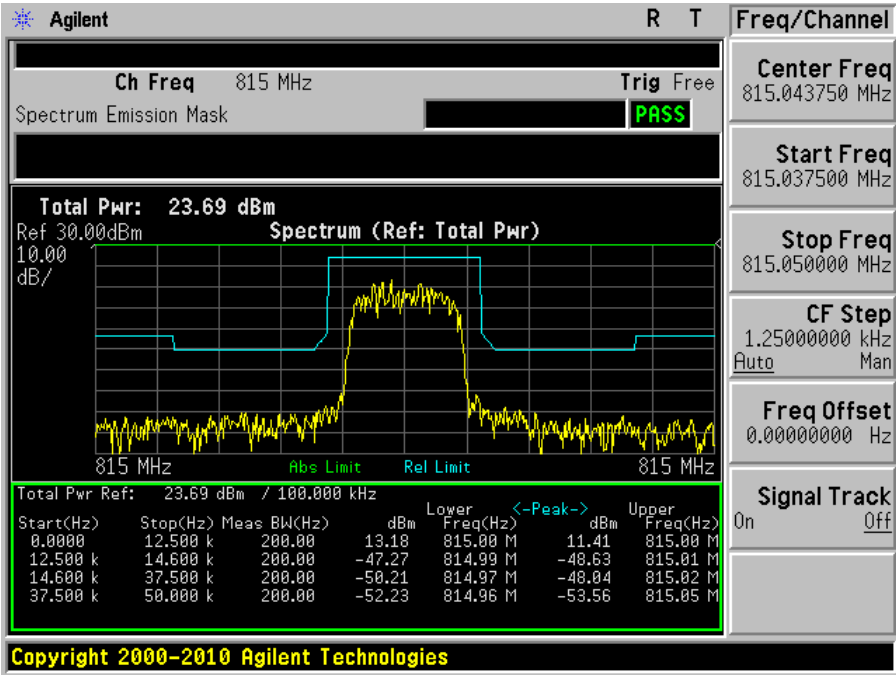 Agilent R T Freq/Channel
Ch Freq 815 MHz Trig Free
Spectrum Emission Mask PASS
Center Freq
815.043750 MHz
Start Freq
815.037500 MHz
Stop Freq
815.050000 MHz
CF Step
1.25000000 kHz
Auto Man
Freq Offset
0.00000000 Hz
Signal Track
On Off
Total Pwr: 23.69 dBm
Ref 30.00dBm Spectrum (Ref: Total Pwr)
10.00
dB/
815 MHz Abs Limit Rel Limit 815 MHz
Total Pwr Ref: 23.69 dBm / 100.000 kHz
Lower <-Peak-> Upper
Start(Hz) Stop(Hz) Meas BW(Hz) dBm Freq(Hz) dBm Freq(Hz)
0.0000 12.500 k 200.00 13.18 815.00 M 11.41 815.00 M
12.500 k 14.600 k 200.00 -47.27 814.99 M -48.63 815.01 M
14.600 k 37.500 k 200.00 -50.21 814.97 M -48.04 815.02 M
37.500 k 50.000 k 200.00 -52.23 814.96 M -53.56 815.05 M
Copyright 2000-2010 Agilent Technologies